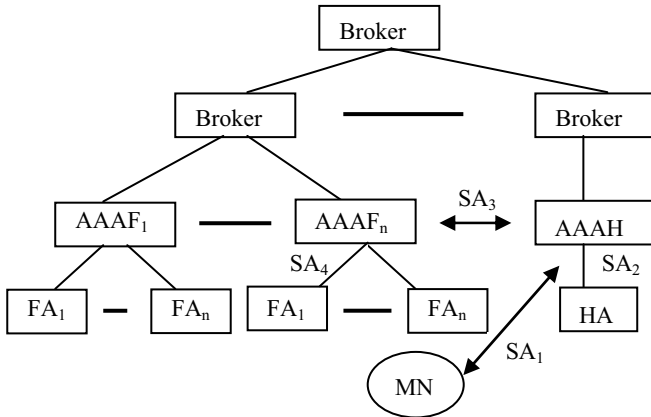 Broker
Broker
Broker
SA₃
AAAF₁
AAAFₙ
AAAH
SA₄
SA₂
FA₁
FAₙ
FA₁
FAₙ
HA
SA₁
MN